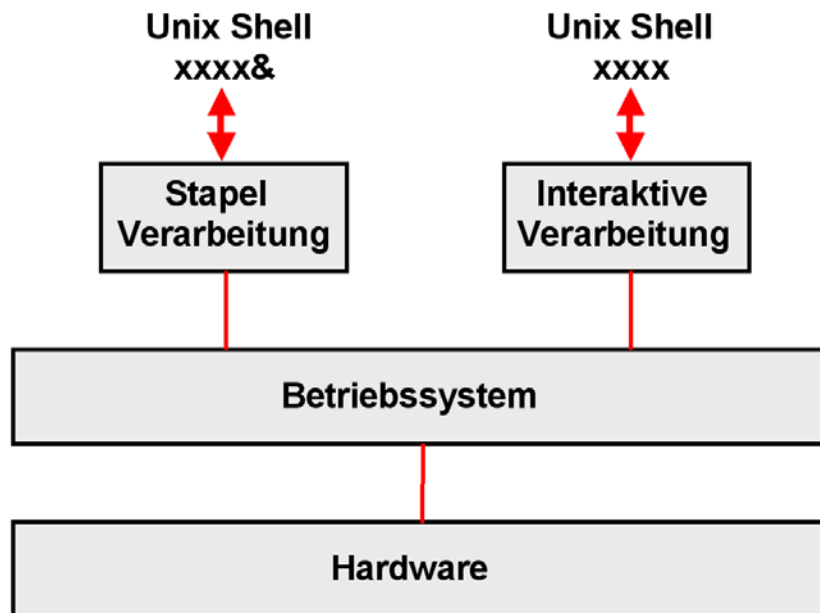 Unix Shell
xxxx&
Unix Shell
xxxx
Stapel
Verarbeitung
Interaktive
Verarbeitung
Betriebssystem
Hardware